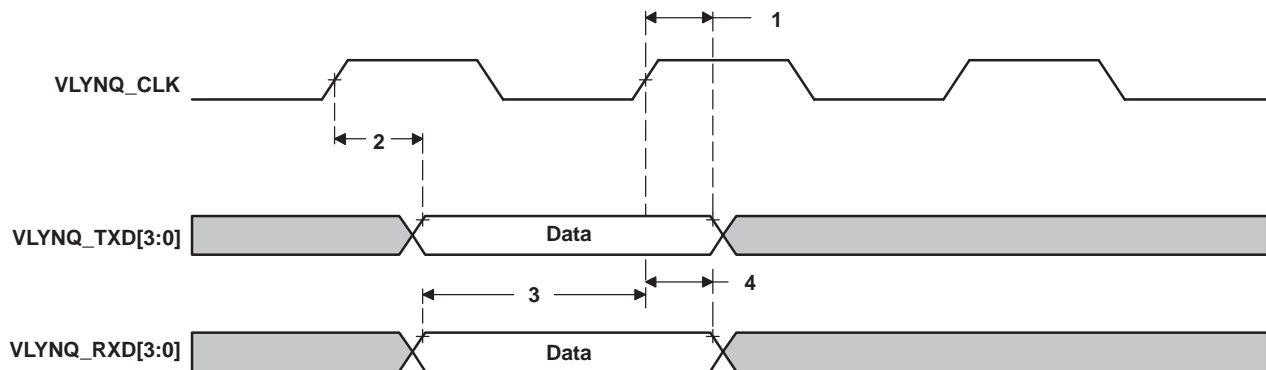 1
VLYNQ_CLK
2
VLYNQ_TXD[3:0]
Data
3
4
VLYNQ_RXD[3:0]
Data